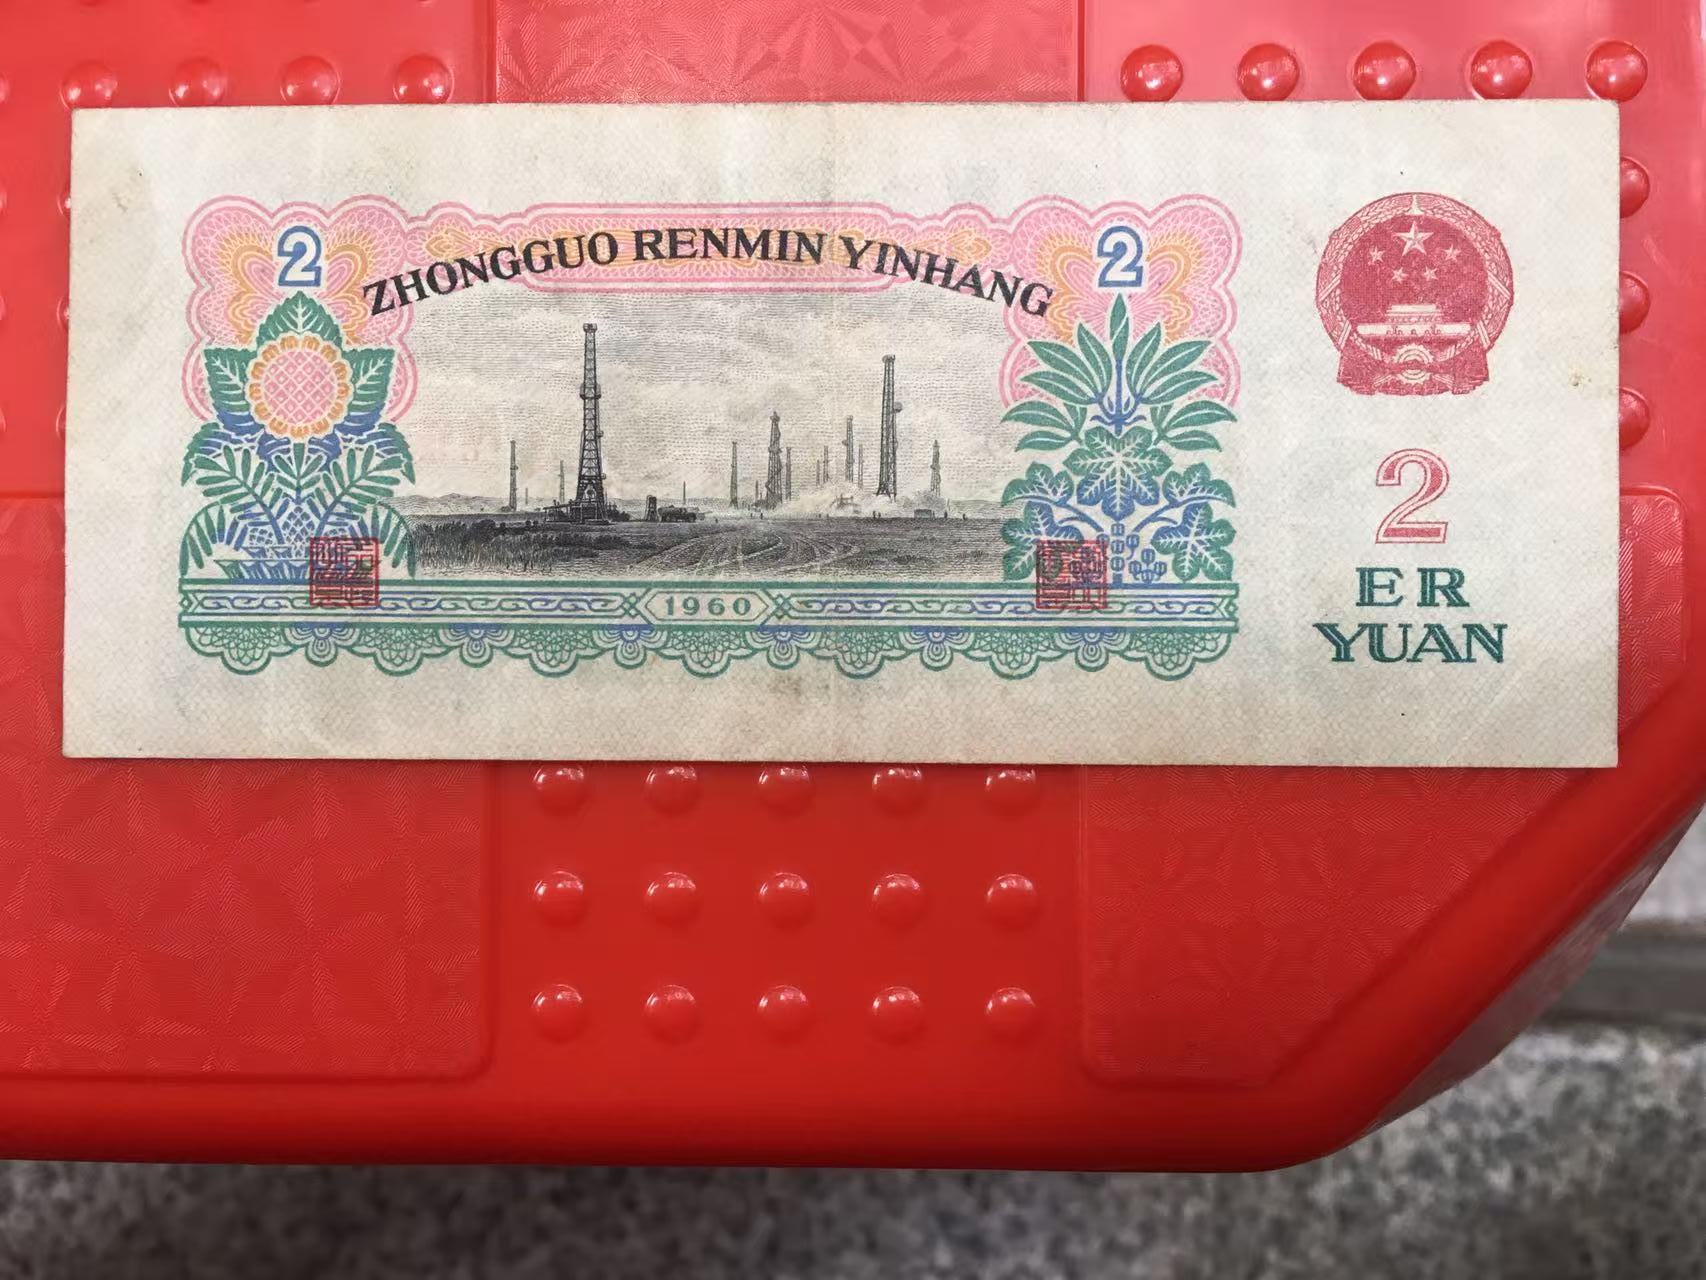 ZHONGGUO RENMIN YINHANG
2
2
1960
2
ER
YUAN